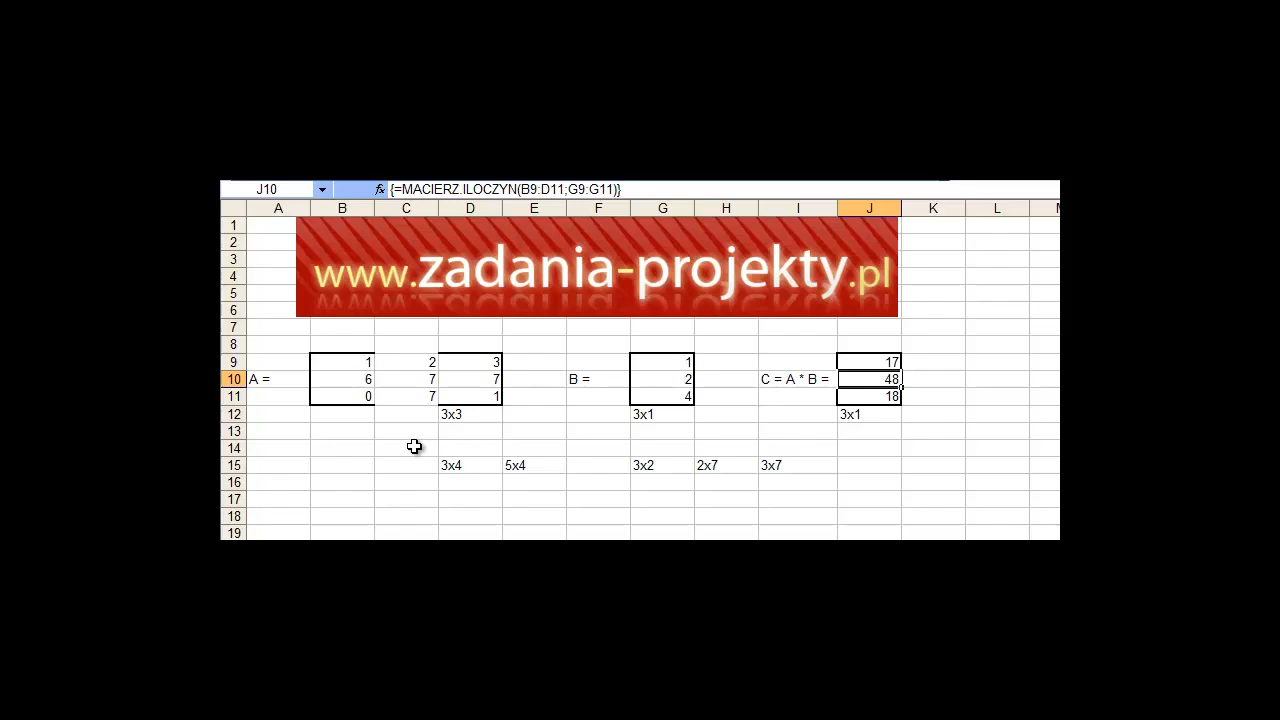 J10 {=MACIERZ.ILOCZYN(B9:D11;G9:G11)}
A B C D E F G H I J K L M
1
2
3
www.zadania-projekty.pl
4
5
6
7
8
9 1 2 3 1 17
10 A = 6 7 7 B = 2 C = A * B = 48
11 0 7 1 4 18
12 3x3 3x1 3x1
13
14
15 3x4 5x4 3x2 2x7 3x7
16
17
18
19